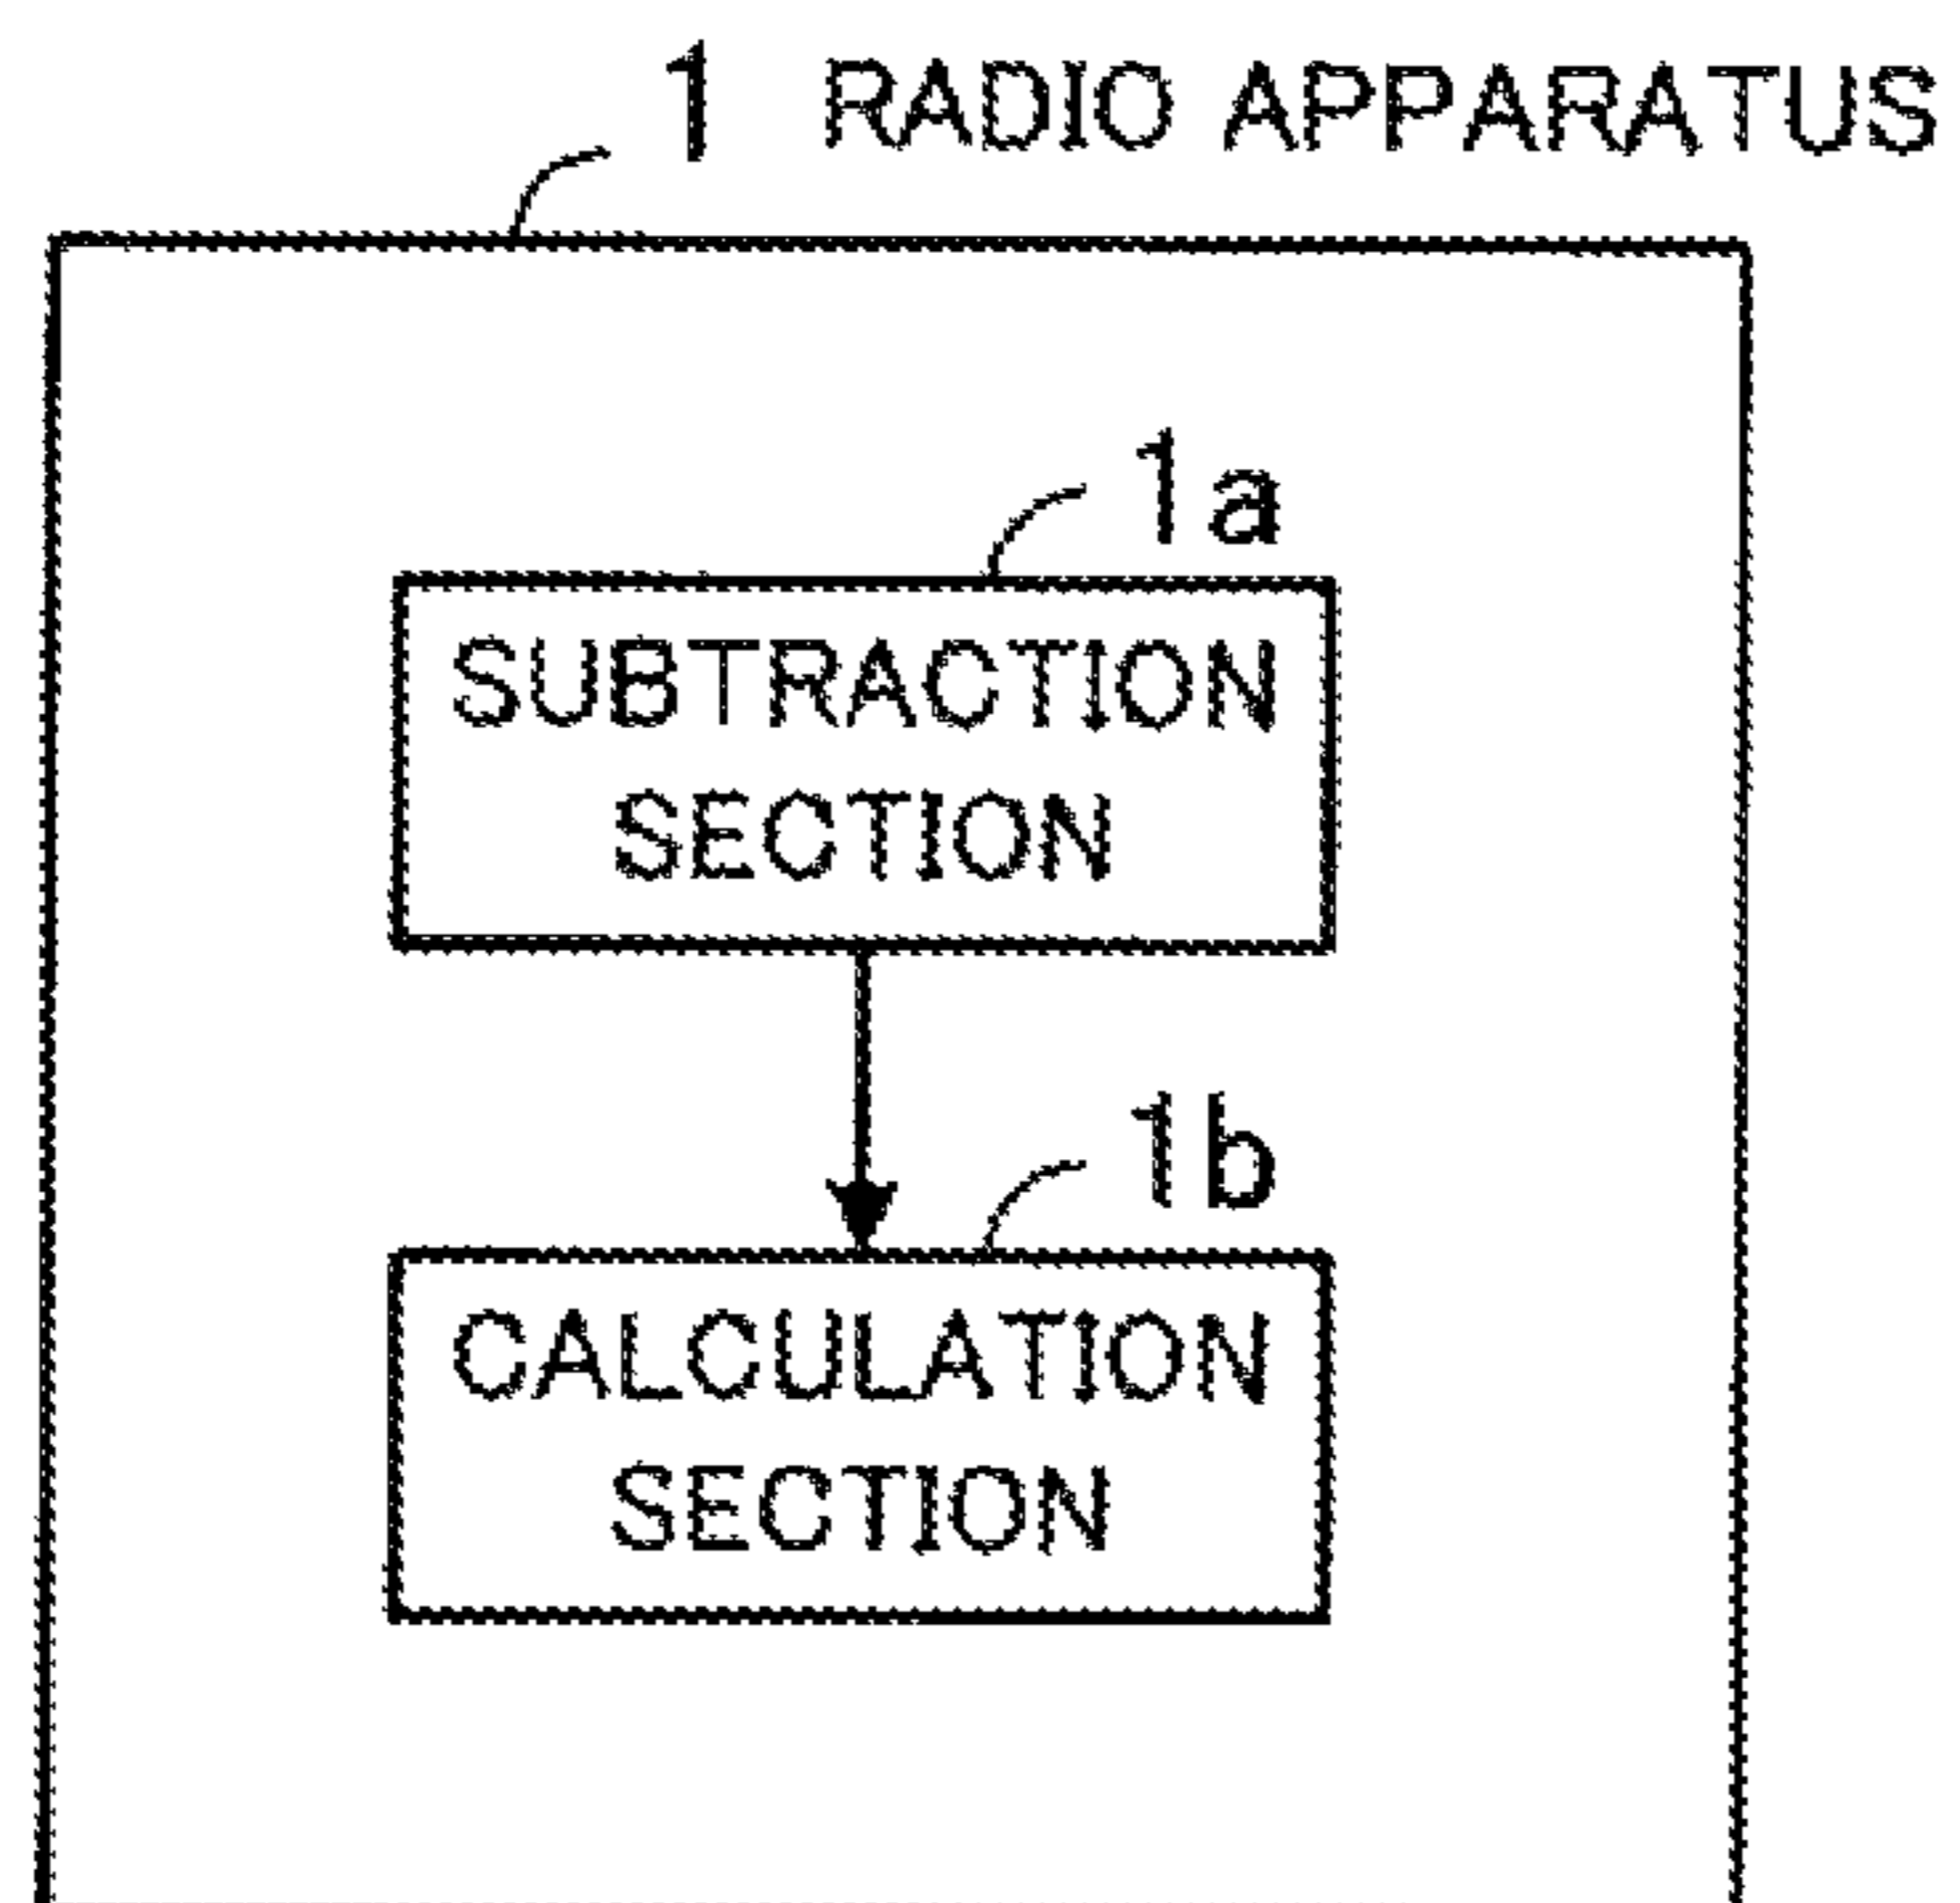 1 RADIO APPARATUS
1a
SUBTRACTION
SECTION
1b
CALCULATION
SECTION